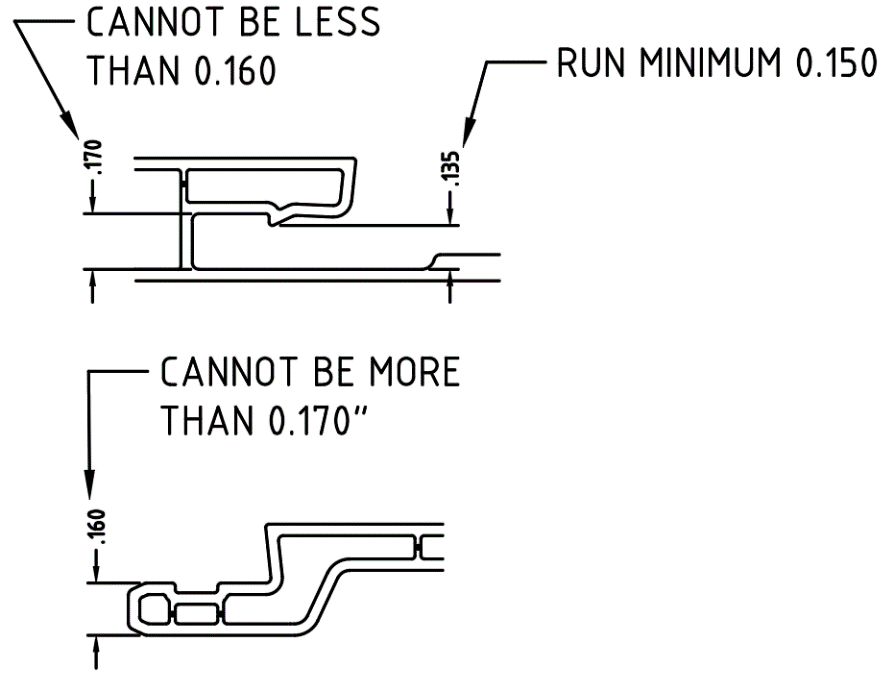 CANNOT BE LESS
THAN 0.160
RUN MINIMUM 0.150
.170
.135
CANNOT BE MORE
THAN 0.170"
.160